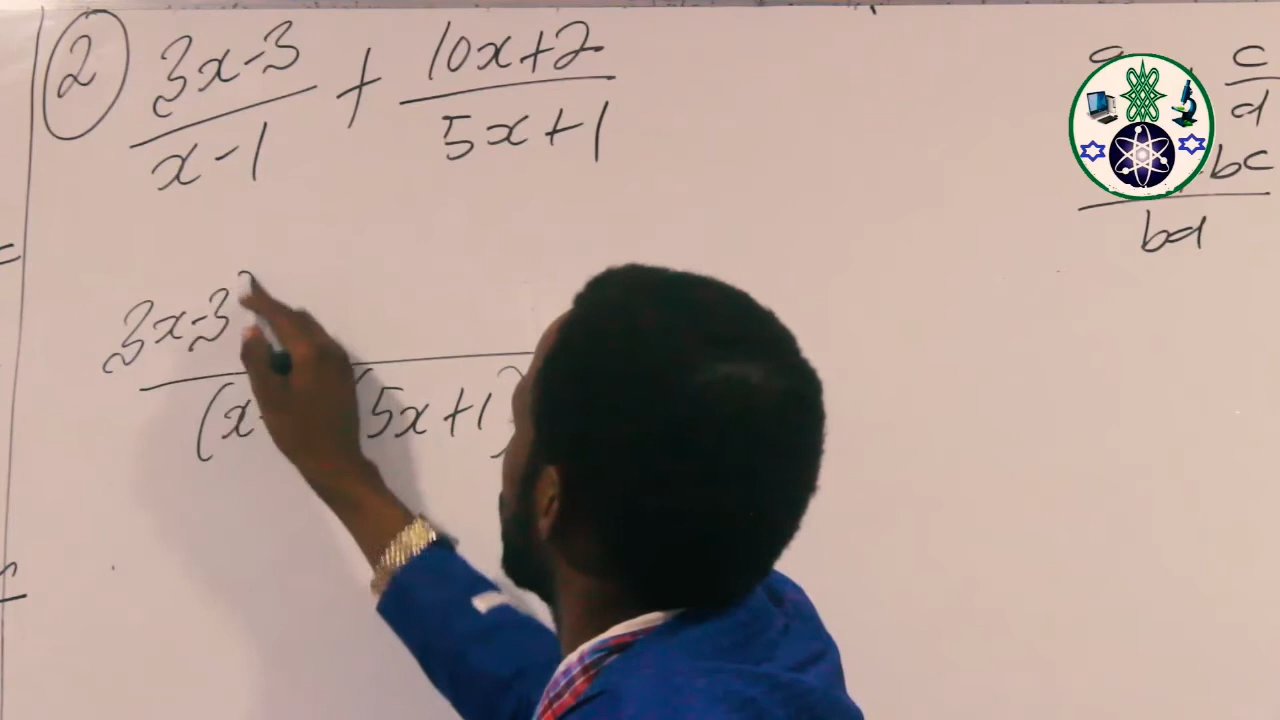 ② (3x-3)/(x-1) + (10x+2)/(5x+1)
c/d
bc
bd
3x-3)
(x- (5x+1)